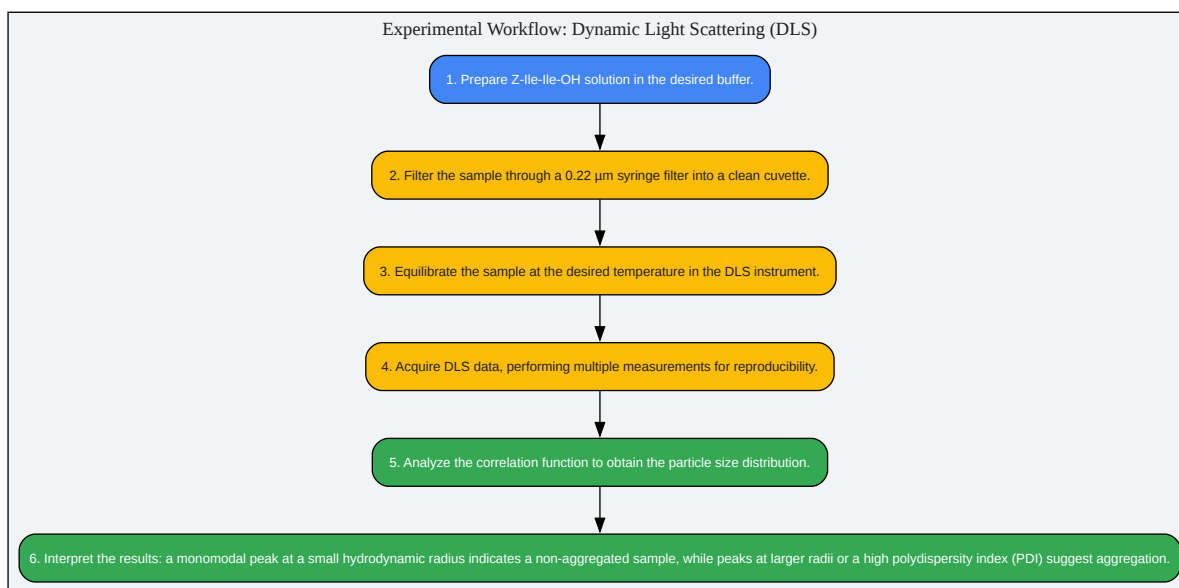 Experimental Workflow: Dynamic Light Scattering (DLS)
1. Prepare Z-Ile-Ile-OH solution in the desired buffer.
2. Filter the sample through a 0.22 µm syringe filter into a clean cuvette.
3. Equilibrate the sample at the desired temperature in the DLS instrument.
4. Acquire DLS data, performing multiple measurements for reproducibility.
5. Analyze the correlation function to obtain the particle size distribution.
6. Interpret the results: a monomodal peak at a small hydrodynamic radius indicates a non-aggregated sample, while peaks at larger radii or a high polydispersity index (PDI) suggest aggregation.